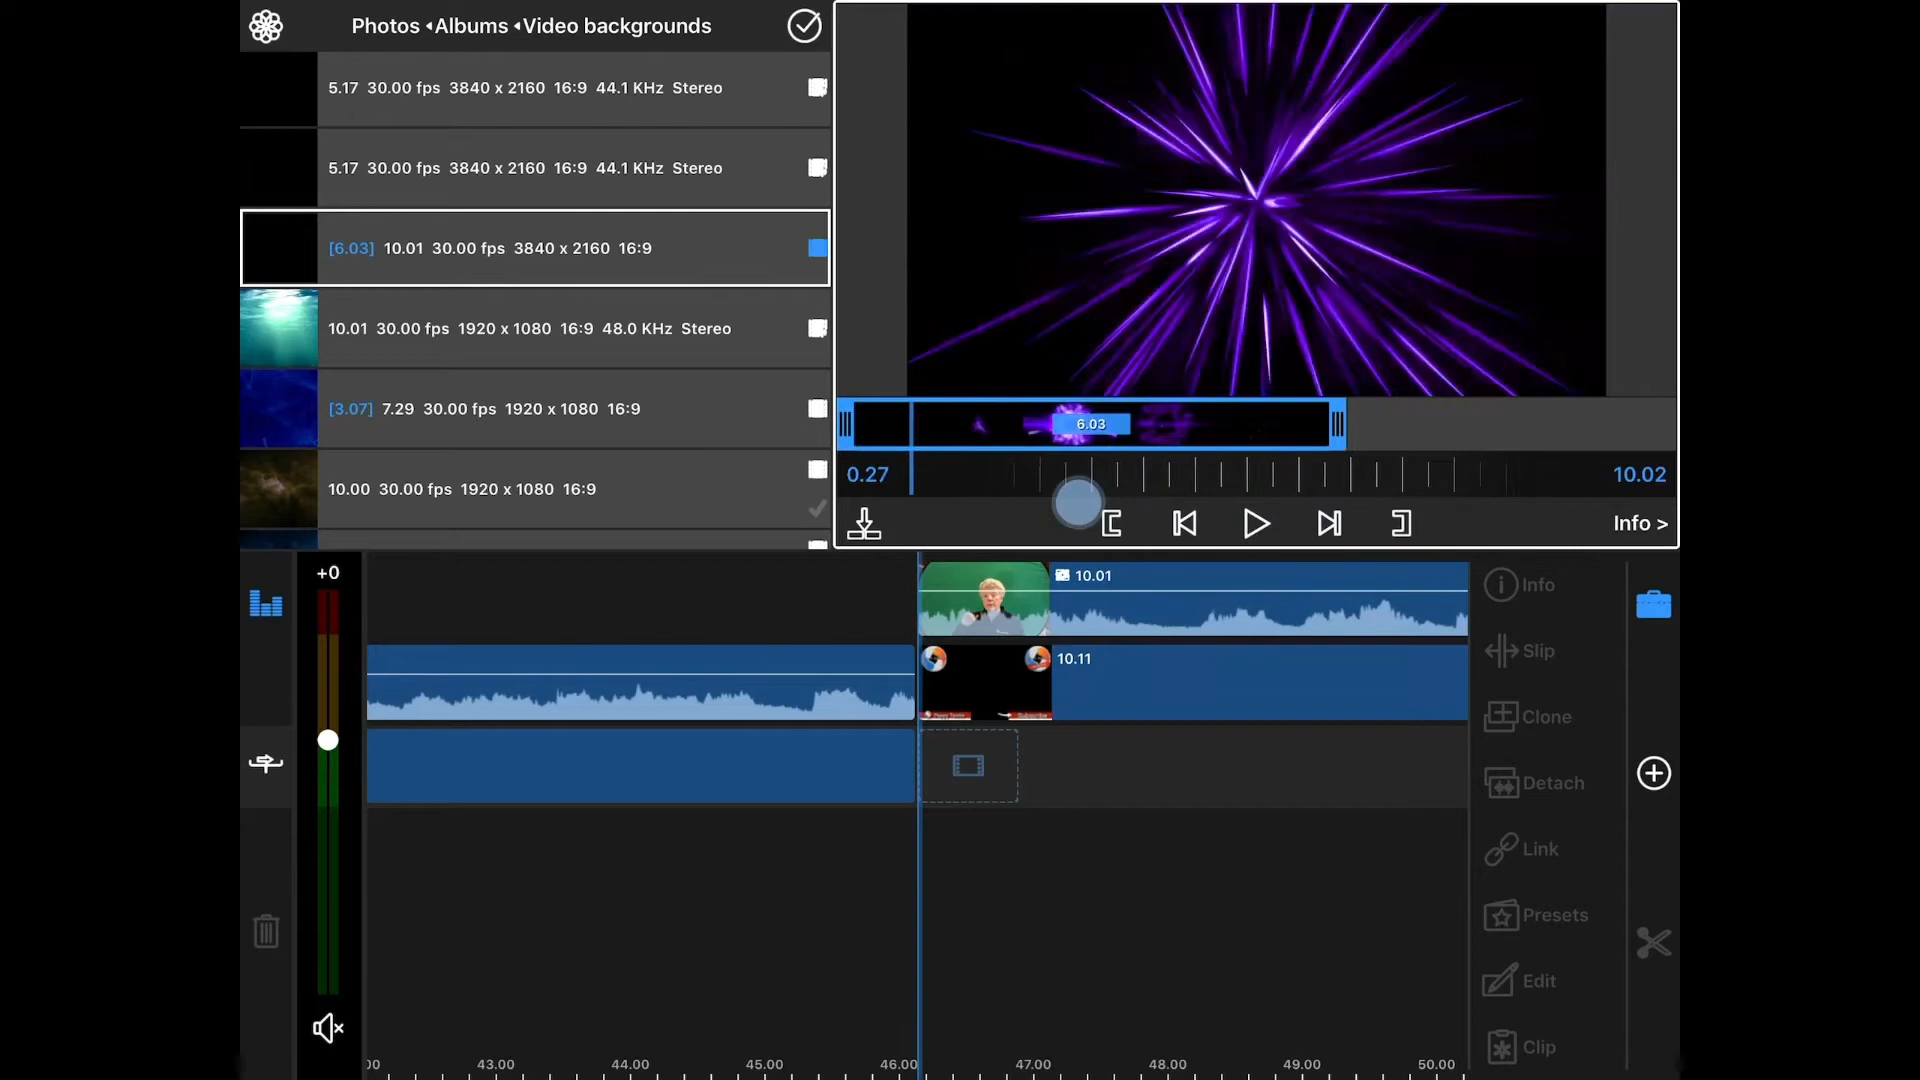 Photos ◂Albums ◂Video backgrounds
5.17 30.00 fps 3840 x 2160 16:9 44.1 KHz Stereo
5.17 30.00 fps 3840 x 2160 16:9 44.1 KHz Stereo
[6.03] 10.01 30.00 fps 3840 x 2160 16:9
10.01 30.00 fps 1920 x 1080 16:9 48.0 KHz Stereo
[3.07] 7.29 30.00 fps 1920 x 1080 16:9
10.00 30.00 fps 1920 x 1080 16:9
6.03
0.27
10.02
Info >
+0
10.01
10.11
Subscribe
Info
Slip
Clone
Detach
Link
Presets
Edit
Clip
00 43.00 44.00 45.00 46.00 47.00 48.00 49.00 50.00